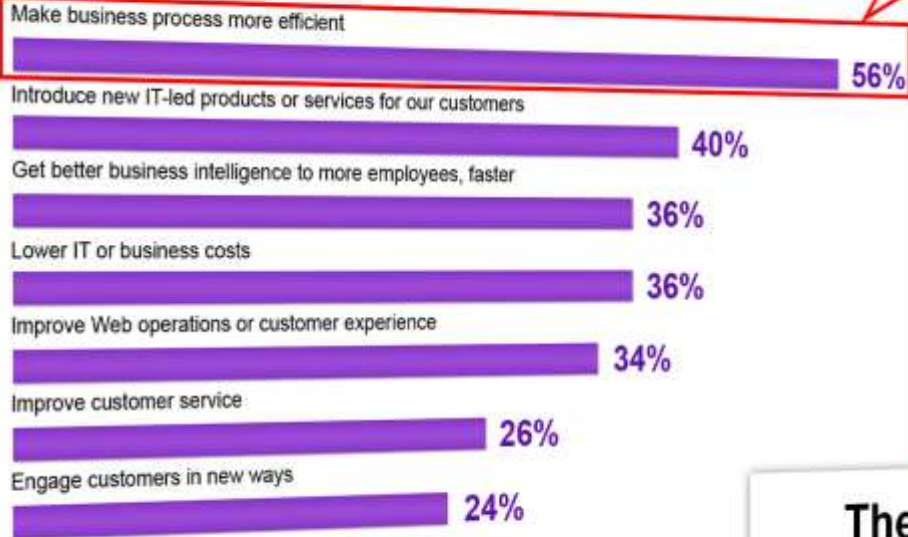 Make business process more efficient
56%
Introduce new IT-led products or services for our customers
40%
Get better business intelligence to more employees, faster
36%
Lower IT or business costs
36%
Improve Web operations or customer experience
34%
Improve customer service
26%
Engage customers in new ways
24%
The